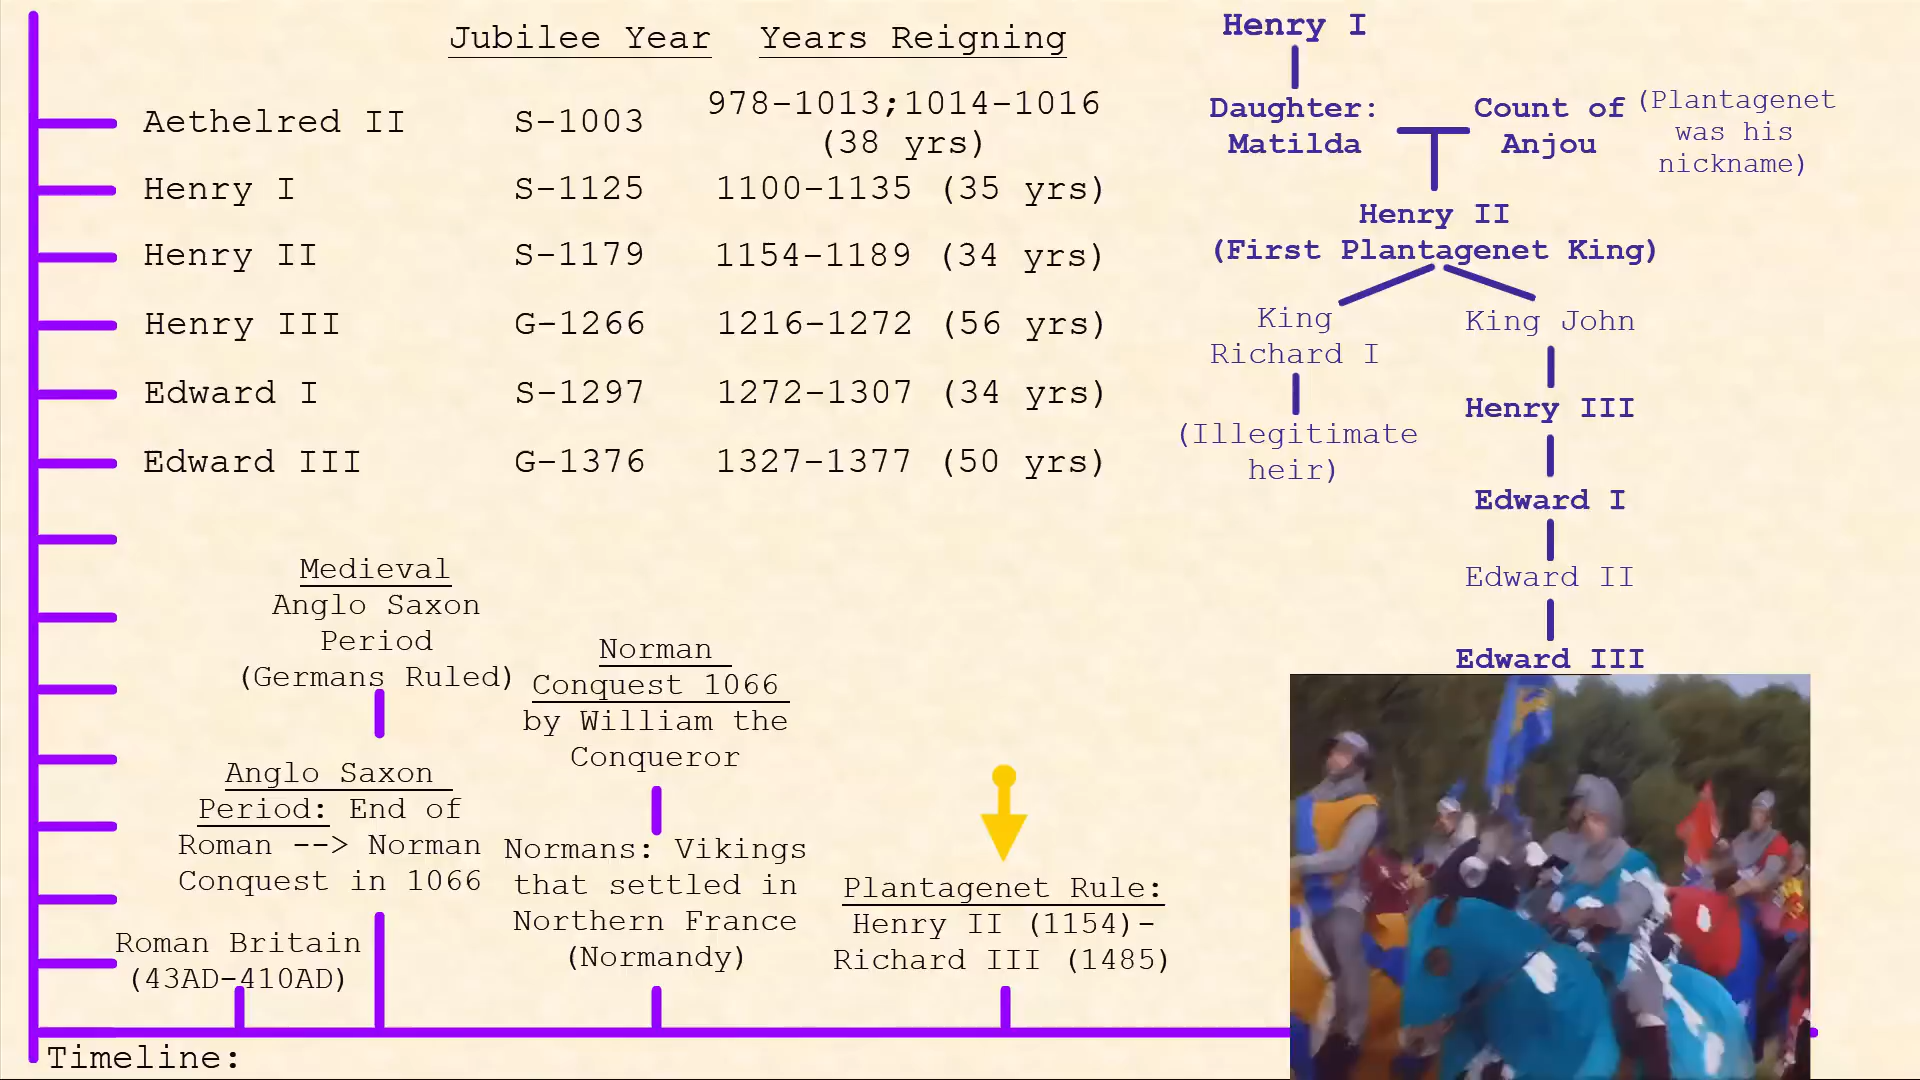 Jubilee Year Years Reigning
Aethelred II S-1003 978-1013;1014-1016
(38 yrs)
Henry I S-1125 1100-1135 (35 yrs)
Henry II S-1179 1154-1189 (34 yrs)
Henry III G-1266 1216-1272 (56 yrs)
Edward I S-1297 1272-1307 (34 yrs)
Edward III G-1376 1327-1377 (50 yrs)
Henry I
Daughter:
Matilda
Count of
Anjou
(Plantagenet
was his
nickname)
Henry II
(First Plantagenet King)
King
Richard I
(Illegitimate
heir)
King John
Henry III
Edward I
Edward II
Edward III
Medieval
Anglo Saxon
Period
(Germans Ruled)
Anglo Saxon
Period: End of
Roman --> Norman
Conquest in 1066
Roman Britain
(43AD-410AD)
Norman
Conquest 1066
by William the
Conqueror
Normans: Vikings
that settled in
Northern France
(Normandy)
Plantagenet Rule:
Henry II (1154)-
Richard III (1485)
Timeline: